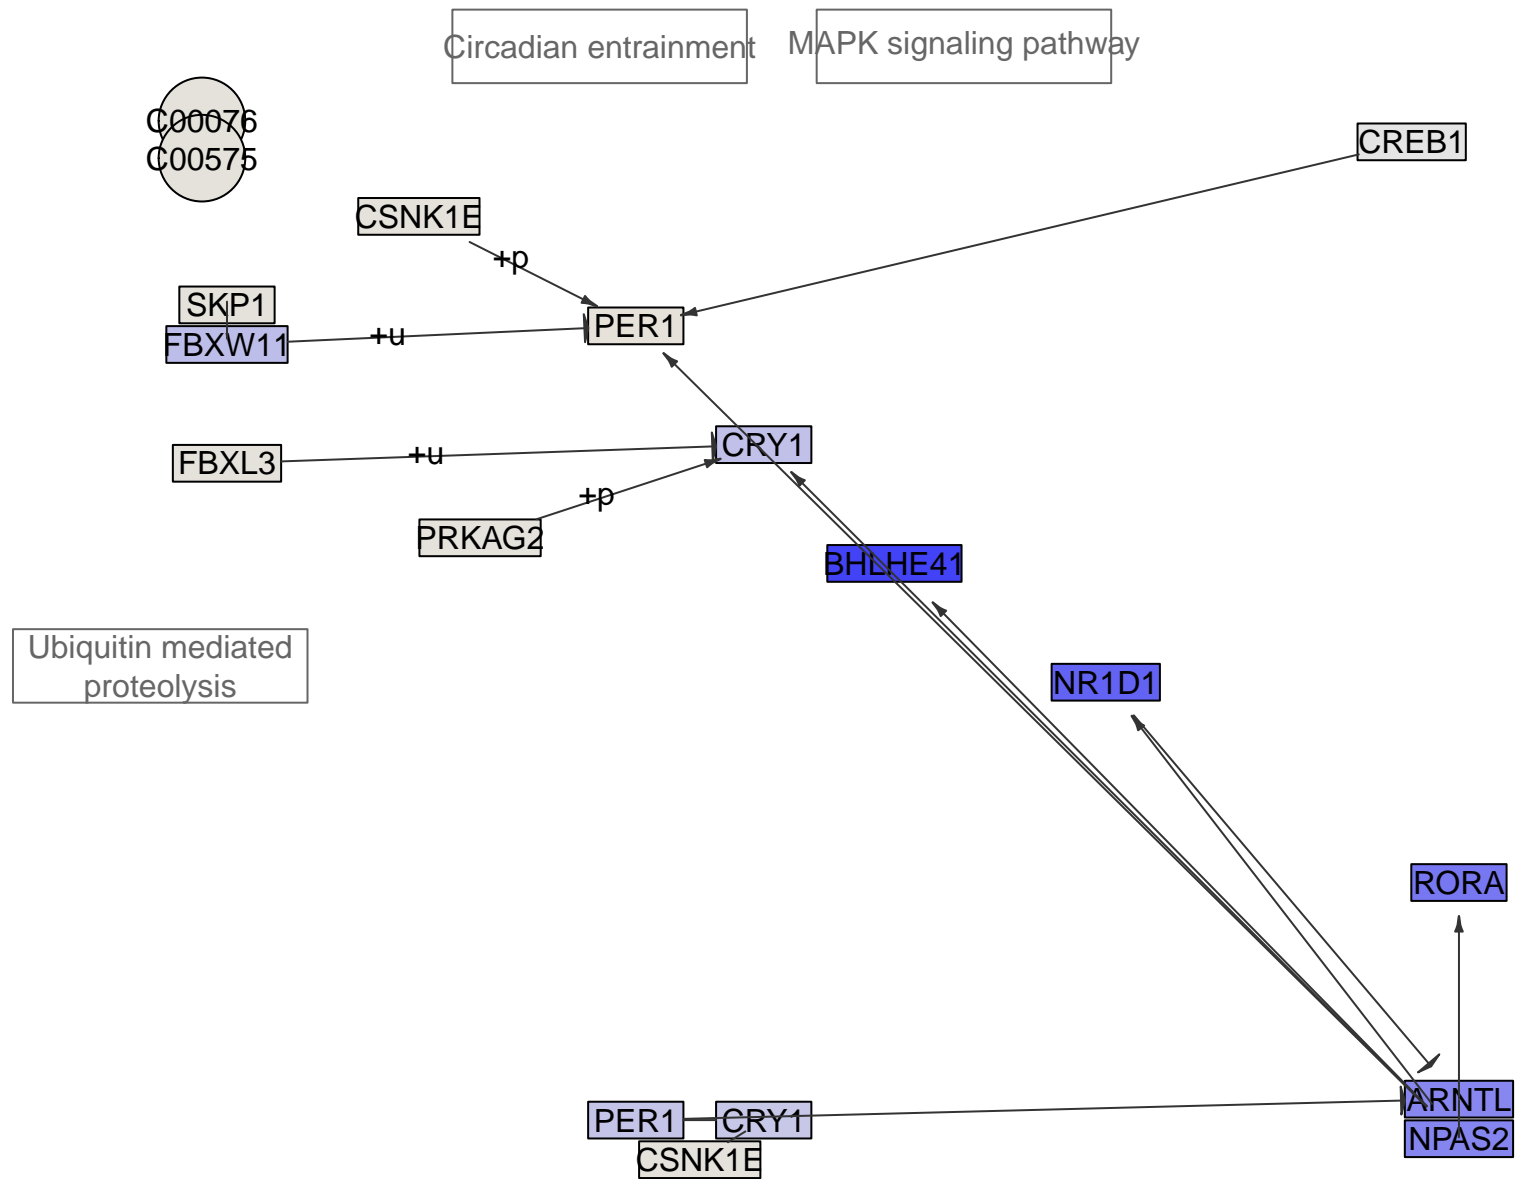 Circadian entrainment
MAPK signaling pathway
C00076
C00575
CREB1
CSNK1E
+p
SKP1
FBXW11
+u
PER1
FBXL3
+u
CRY1
+p
PRKAG2
BHLHE41
Ubiquitin mediated
proteolysis
NR1D1
RORA
ARNTL
NPAS2
PER1
CRY1
CSNK1E